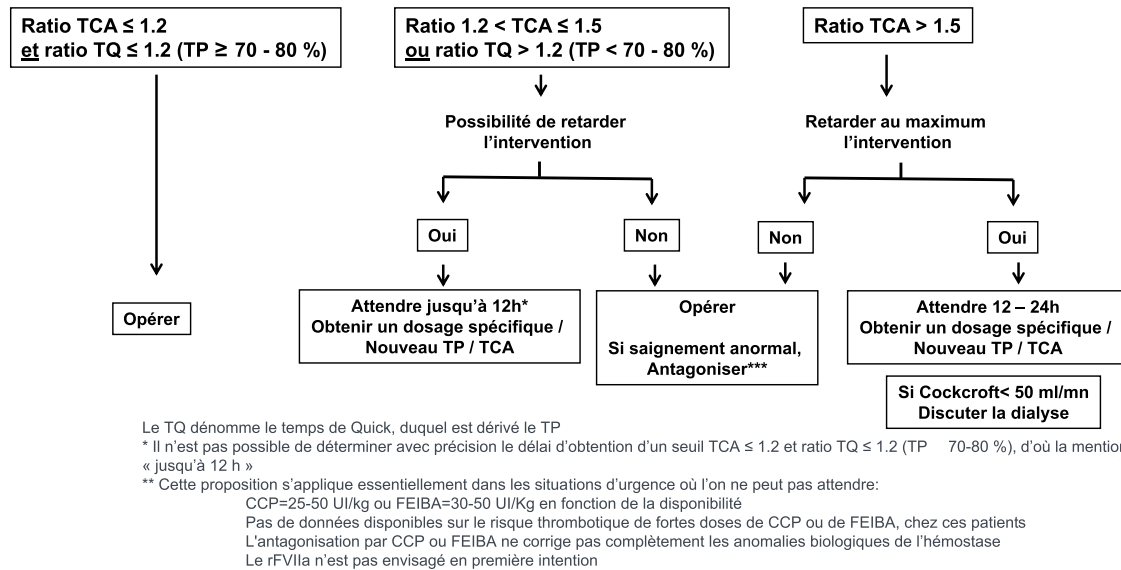 Ratio TCA ≤ 1.2
et ratio TQ ≤ 1.2 (TP ≥ 70 - 80 %)
Ratio 1.2 < TCA ≤ 1.5
ou ratio TQ > 1.2 (TP < 70 - 80 %)
Ratio TCA > 1.5
Possibilité de retarder
l’intervention
Retarder au maximum
l’intervention
Oui
Non
Non
Oui
Opérer
Attendre jusqu’à 12h*
Obtenir un dosage spécifique /
Nouveau TP / TCA
Opérer
Si saignement anormal,
Antagoniser***
Attendre 12 – 24h
Obtenir un dosage spécifique /
Nouveau TP / TCA
Si Cockcroft< 50 ml/mn
Discuter la dialyse
Le TQ dénomme le temps de Quick, duquel est dérivé le TP
* Il n’est pas possible de déterminer avec précision le délai d’obtention d’un seuil TCA ≤ 1.2 et ratio TQ ≤ 1.2 (TP 70-80 %), d’où la mention
« jusqu’à 12 h »
** Cette proposition s’applique essentiellement dans les situations d’urgence où l’on ne peut pas attendre:
CCP=25-50 UI/kg ou FEIBA=30-50 UI/Kg en fonction de la disponibilité
Pas de données disponibles sur le risque thrombotique de fortes doses de CCP ou de FEIBA, chez ces patients
L'antagonisation par CCP ou FEIBA ne corrige pas complètement les anomalies biologiques de l’hémostase
Le rFVIIa n’est pas envisagé en première intention